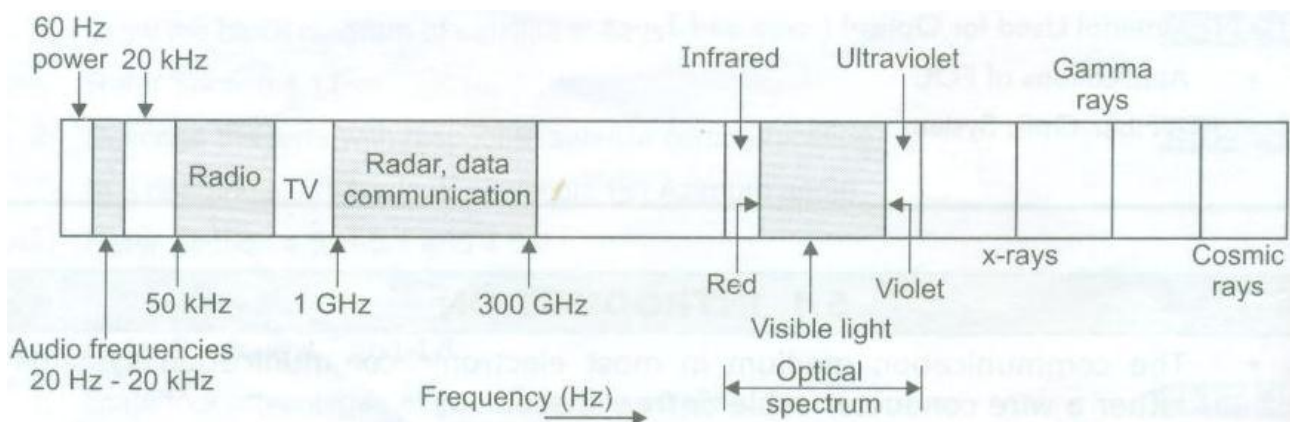 60 Hz
power
20 kHz
Infrared
Ultraviolet
Gamma
rays
Radio
TV
Radar, data
communication
50 kHz
1 GHz
300 GHz
Red
Violet
x-rays
Cosmic
rays
Visible light
Audio frequencies
20 Hz - 20 kHz
Frequency (Hz)
Optical
spectrum